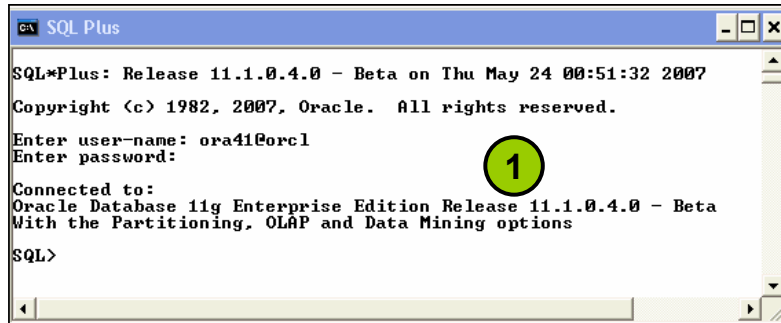 SQL Plus
SQL*Plus: Release 11.1.0.4.0 - Beta on Thu May 24 00:51:32 2007
Copyright (c) 1982, 2007, Oracle.  All rights reserved.
Enter user-name: ora41@orcl
Enter password:
1
Connected to:
Oracle Database 11g Enterprise Edition Release 11.1.0.4.0 - Beta
With the Partitioning, OLAP and Data Mining options
SQL>